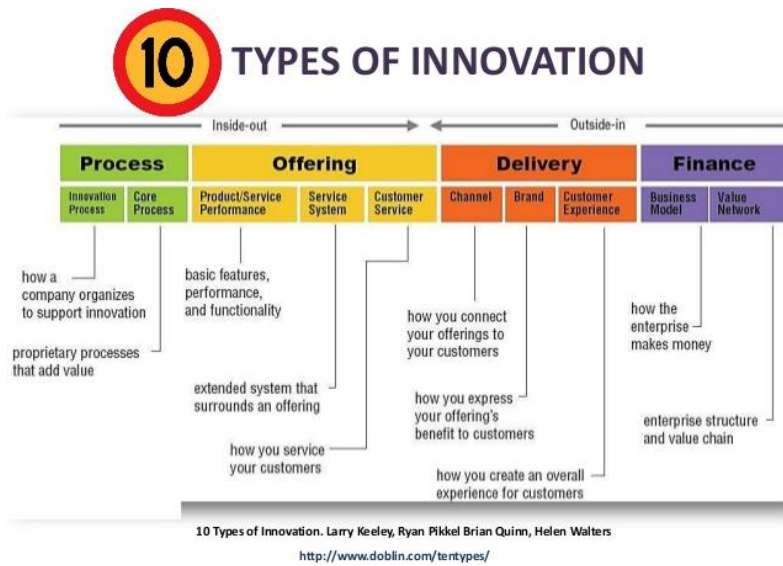 10 TYPES OF INNOVATION
Inside-out
Outside-in
Process
Offering
Delivery
Finance
Innovation
Process
Core
Process
Product/Service
Performance
Service
System
Customer
Service
Channel
Brand
Customer
Experience
Business
Model
Value
Network
how a
company organizes
to support innovation
proprietary processes
that add value
basic features,
performance,
and functionality
extended system that
surrounds an offering
how you service
your customers
how you connect
your offerings to
your customers
how you express
your offering's
benefit to customers
how you create an overall
experience for customers
how the
enterprise
makes money
enterprise structure
and value chain
10 Types of Innovation. Larry Keeley, Ryan Pikkel Brian Quinn, Helen Walters
http://www.doblin.com/tentypes/